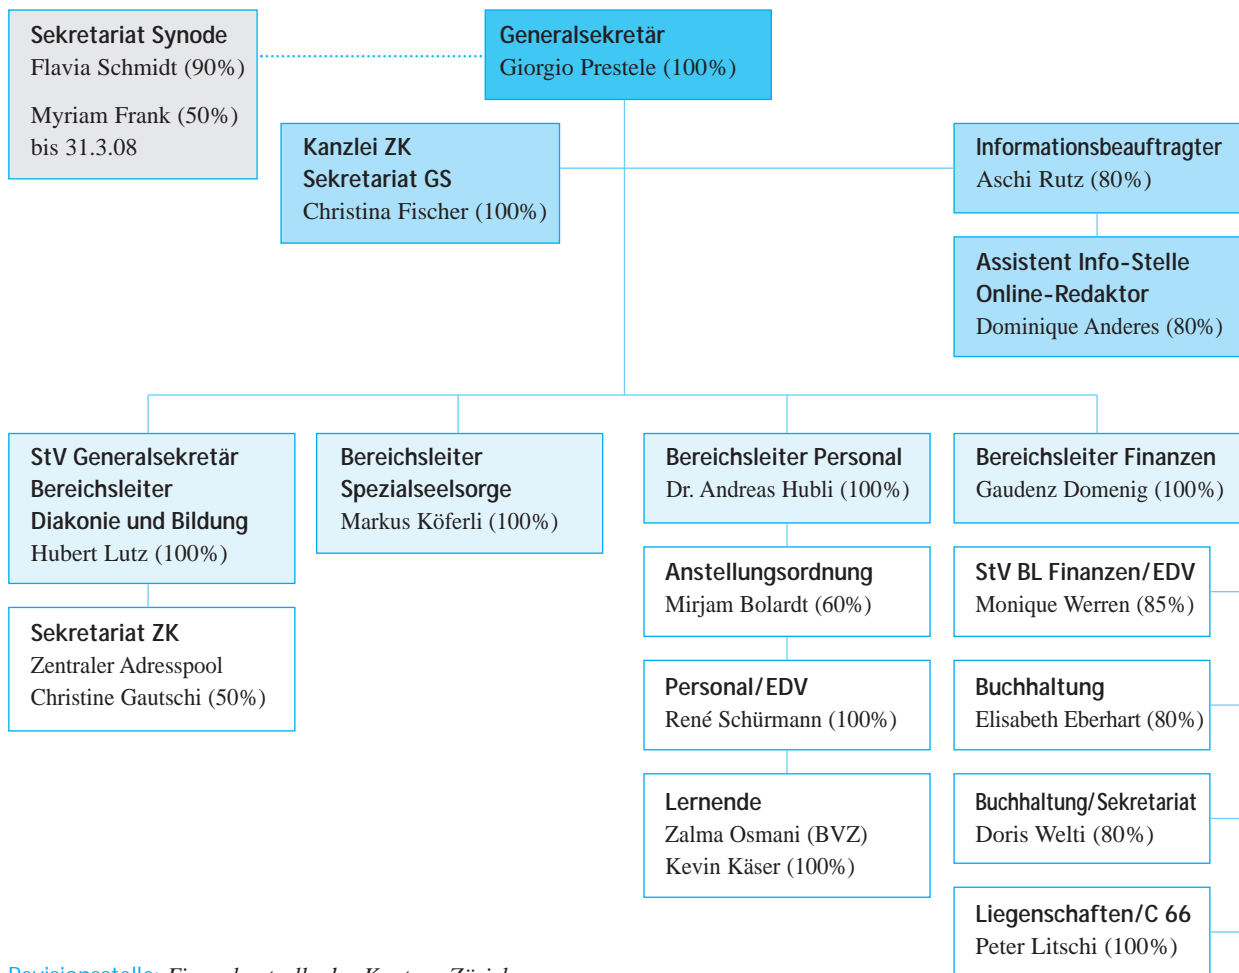 Sekretariat Synode
Flavia Schmidt (90%)
Myriam Frank (50%)
bis 31.3.08
Generalsekretär
Giorgio Prestele (100%)
Kanzlei ZK
Sekretariat GS
Christina Fischer (100%)
Informationsbeauftragter
Aschi Rutz (80%)
Assistent Info-Stelle
Online-Redaktor
Dominique Anderes (80%)
StV Generalsekretär
Bereichsleiter
Diakonie und Bildung
Hubert Lutz (100%)
Sekretariat ZK
Zentraler Adresspool
Christine Gautschi (50%)
Bereichsleiter
Spezialseelsorge
Markus Köferli (100%)
Bereichsleiter Personal
Dr. Andreas Hubli (100%)
Anstellungsordnung
Mirjam Bolardt (60%)
Personal/EDV
René Schürmann (100%)
Lernende
Zalma Osmani (BVZ)
Kevin Käser (100%)
Bereichsleiter Finanzen
Gaudenz Domenig (100%)
StV BL Finanzen/EDV
Monique Werren (85%)
Buchhaltung
Elisabeth Eberhart (80%)
Buchhaltung/Sekretariat
Doris Welti (80%)
Liegenschaften/C 66
Peter Litschi (100%)
Revisionsstelle: Finanzkontrolle des Kantons Zürich